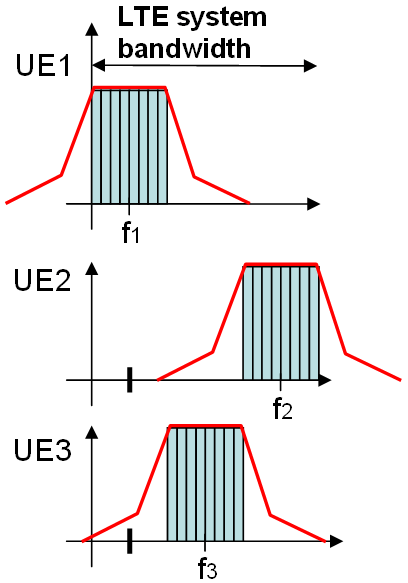 LTE system
bandwidth
UE1
f1
UE2
f2
UE3
f3